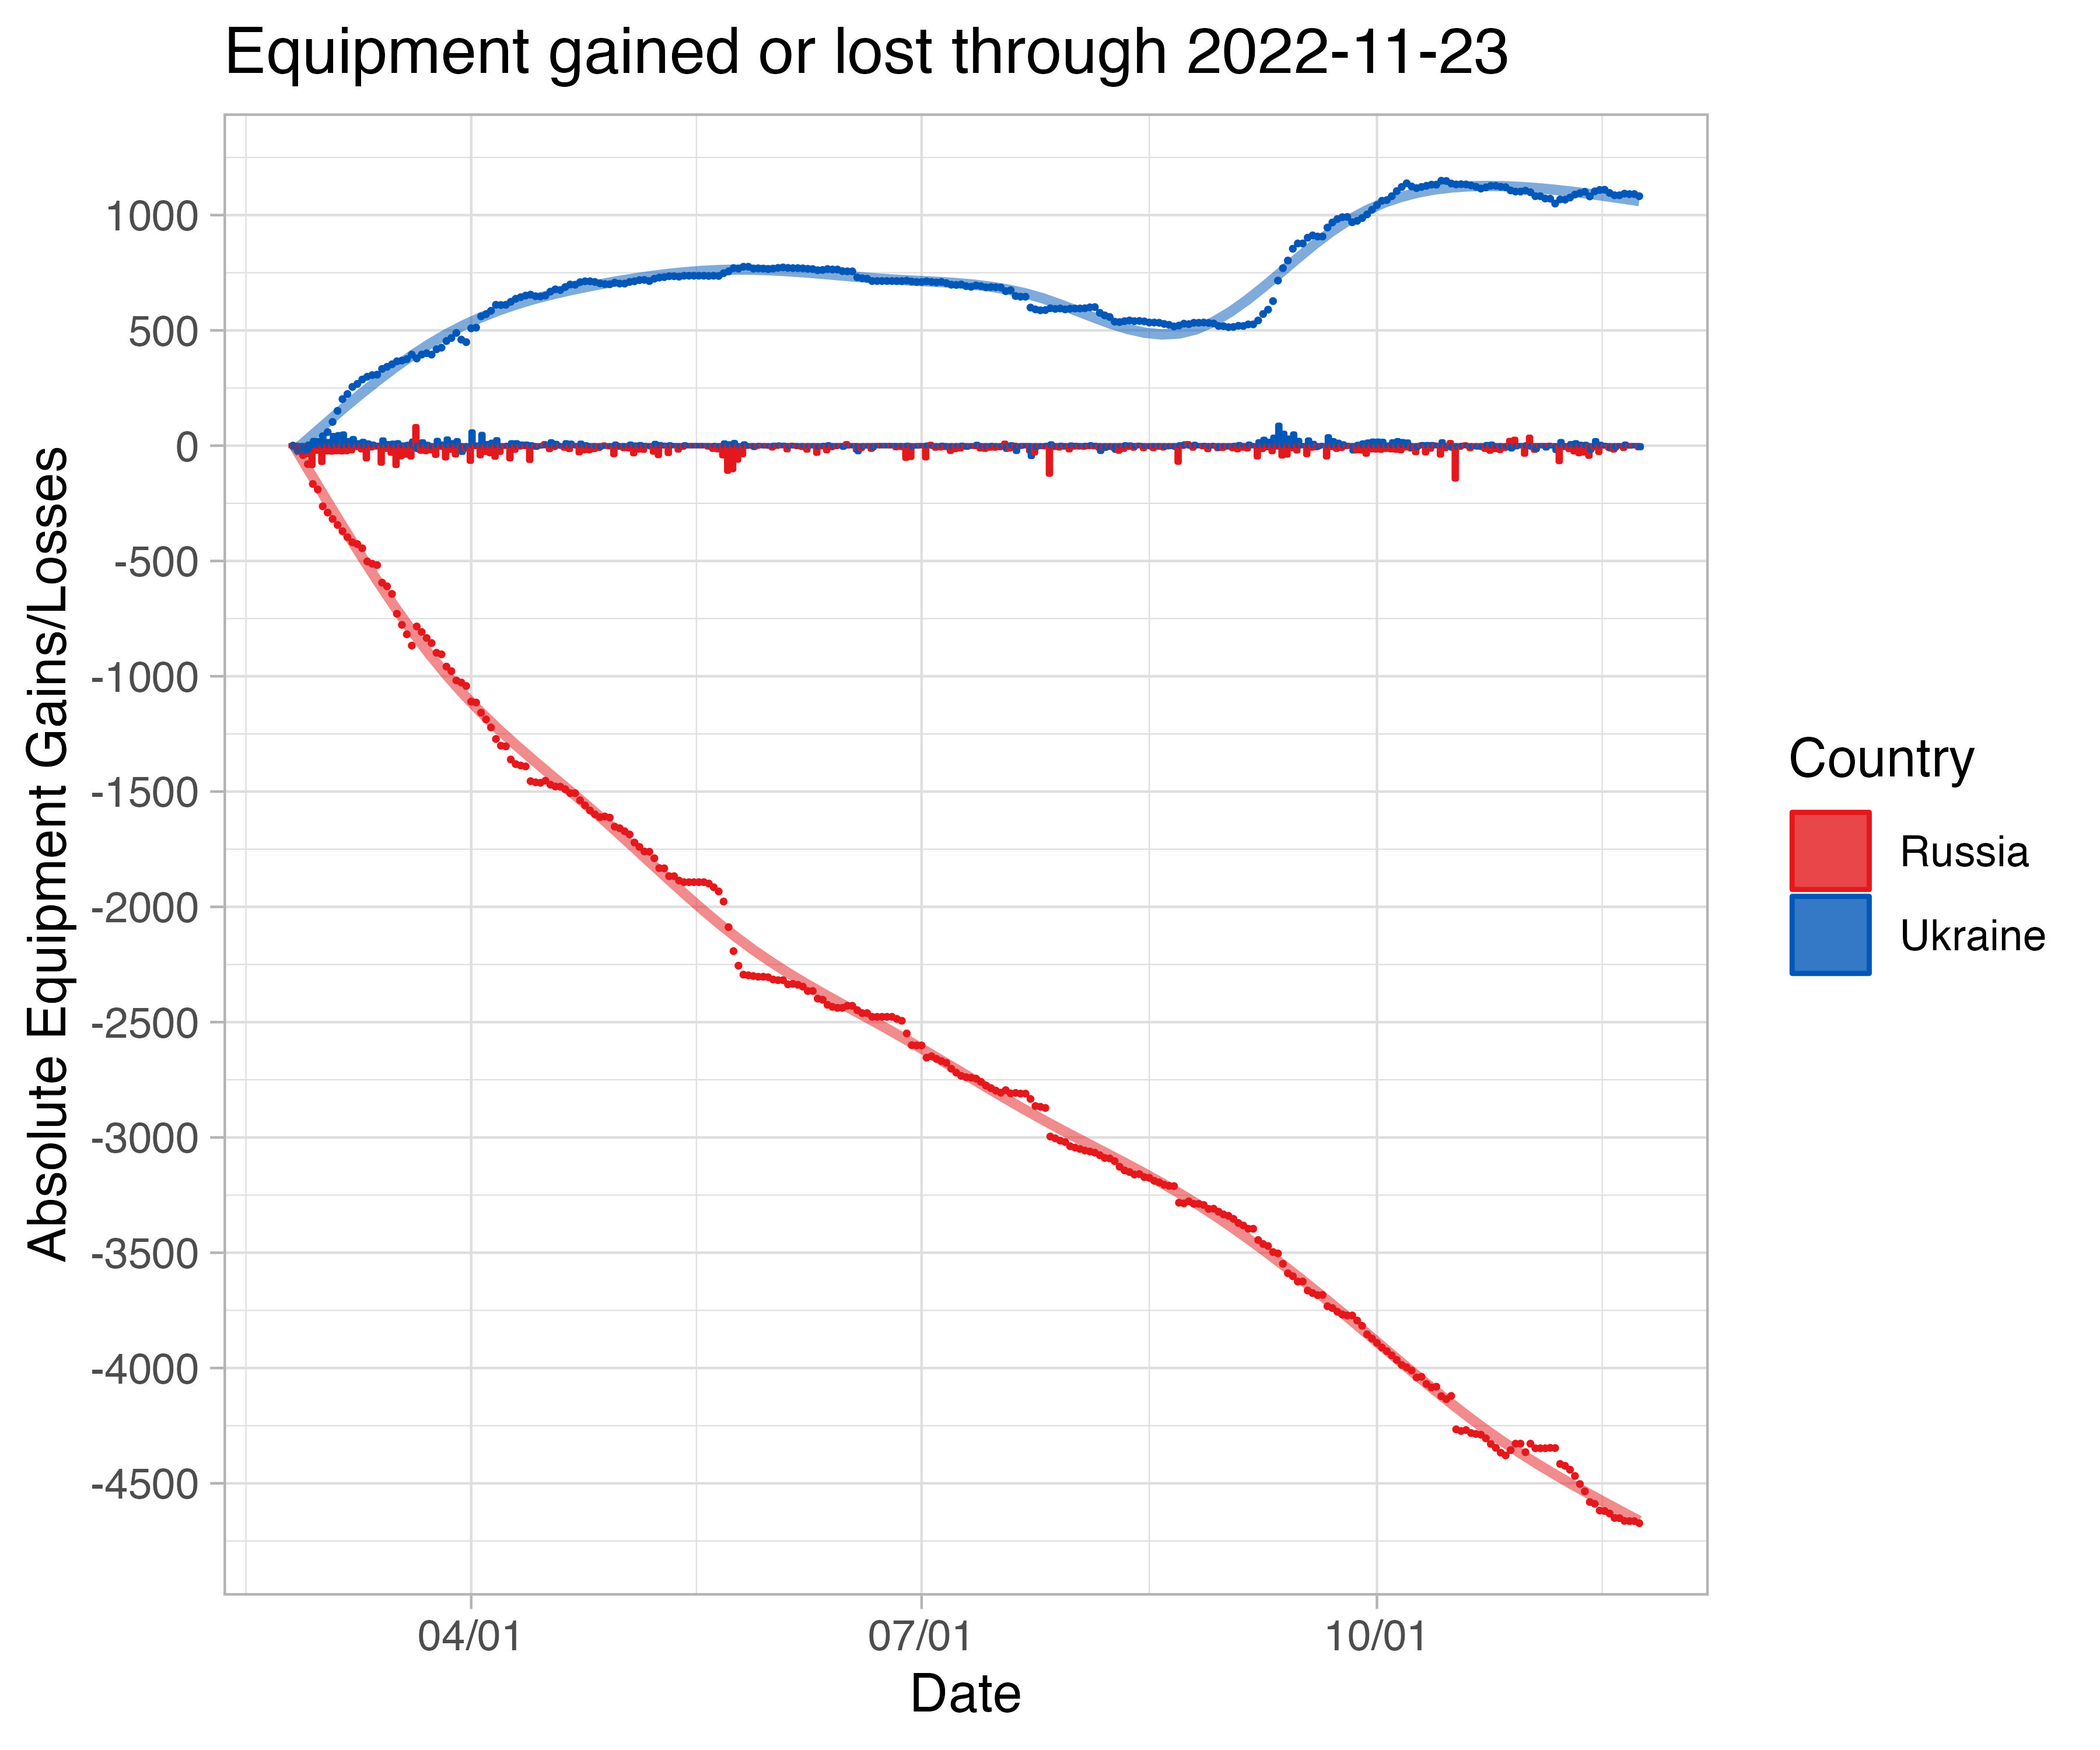 Equipment gained or lost through 2022-11-23
Absolute Equipment Gains/Losses
1000
500
0
-500
-1000
-1500
-2000
-2500
-3000
-3500
-4000
-4500
04/01
07/01
10/01
Date
Country
Russia
Ukraine